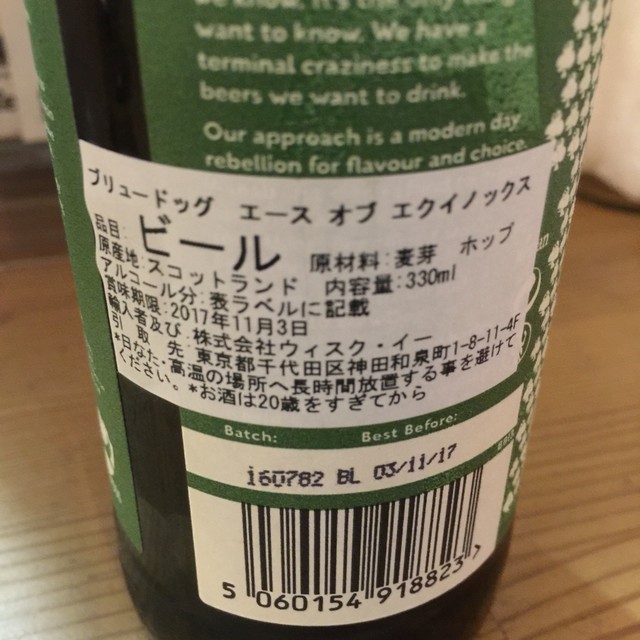 be know. It's the only thing
want to know. We have a
terminal craziness to make the
beers we want to drink.
Our approach is a modern day
rebellion for flavour and choice.
ブリュードッグ エース オブ エクイノックス
品目: ビール 原材料:麦芽 ホップ
原産地:スコットランド 内容量:330ml
アルコール分:表ラベルに記載
賞味期限:2017年11月3日
輸入者及び:株式会社ウィスク・イー
引取先:東京都千代田区神田和泉町1-8-11-4F
*日なた・高温の場所へ長時間放置する事を避けて
ください。*お酒は20歳をすぎてから
Batch: Best Before:
160782 BL 03/11/17
5 060154 918823